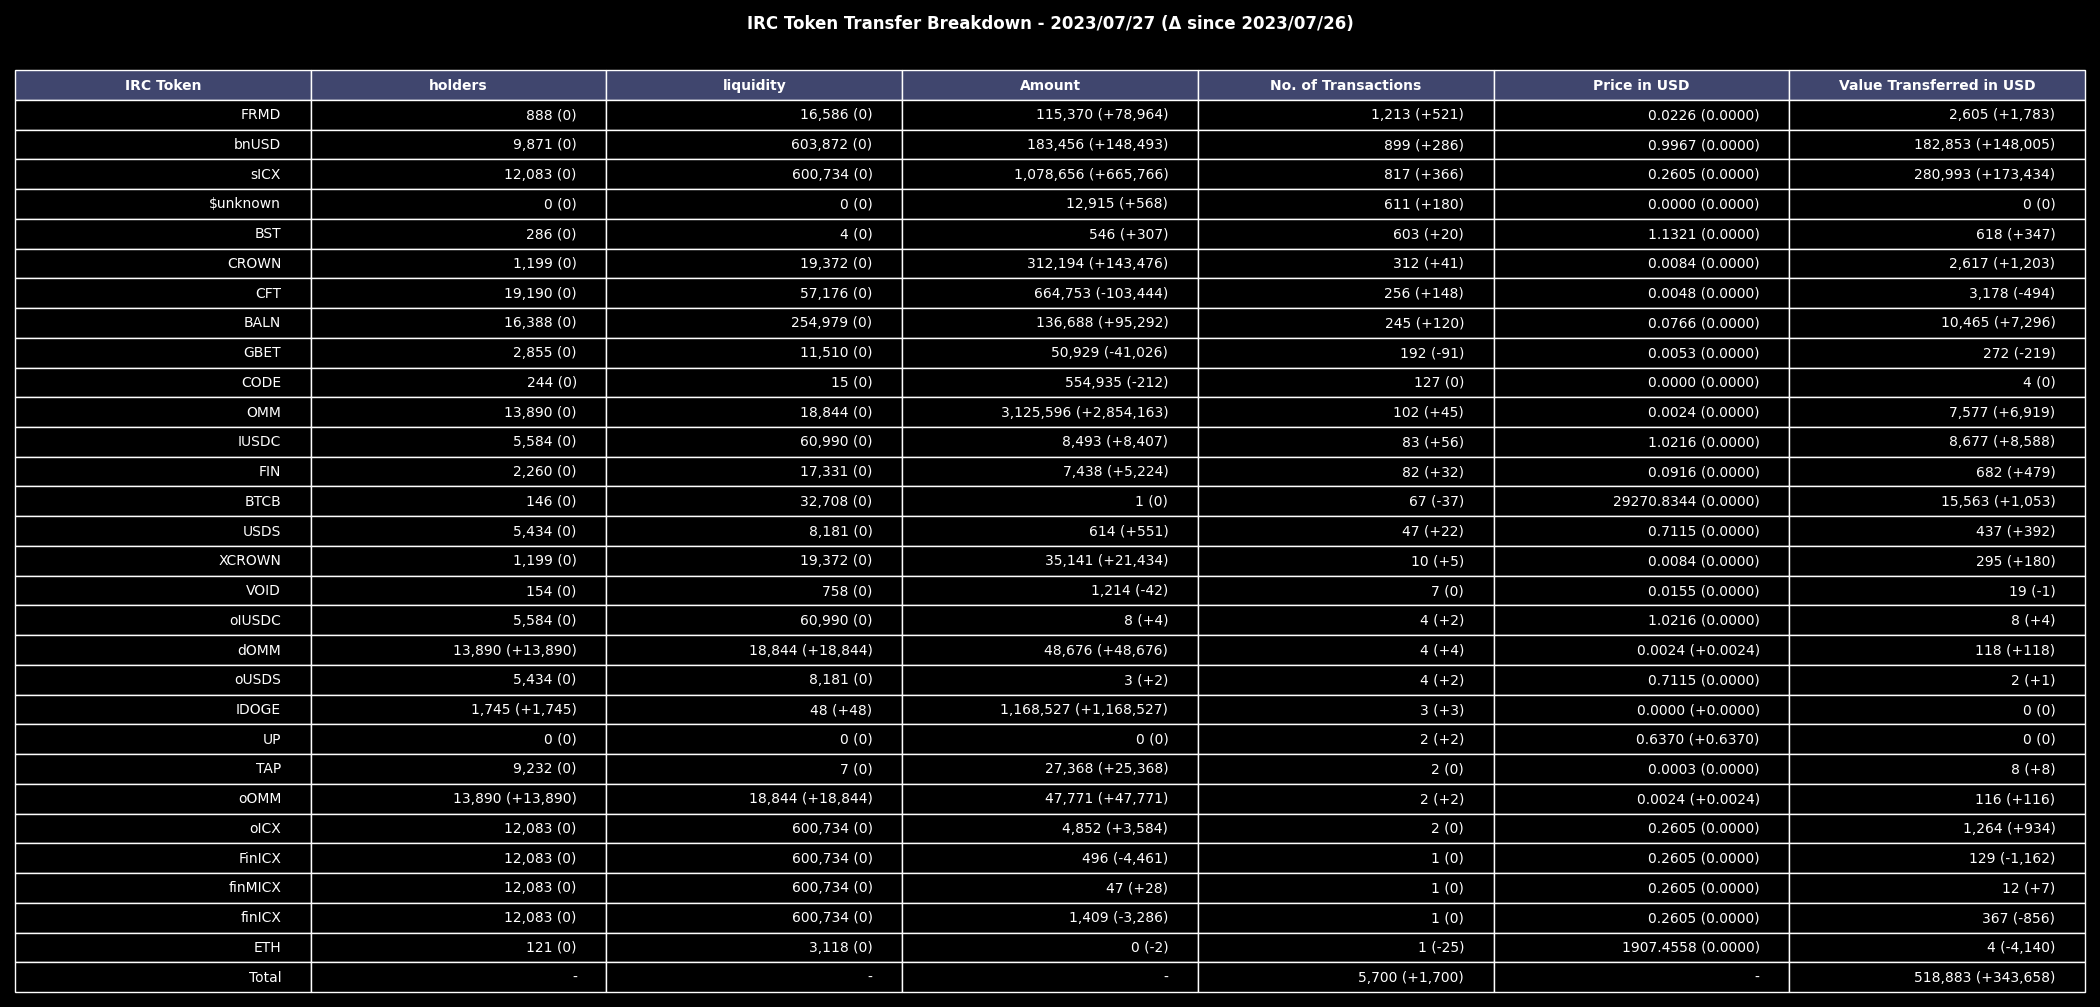 IRC Token Transfer Breakdown - 2023/07/27 (Δ since 2023/07/26)
IRC Token holders liquidity Amount No. of Transactions Price in USD Value Transferred in USD
FRMD 888 (0) 16,586 (0) 115,370 (+78,964) 1,213 (+521) 0.0226 (0.0000) 2,605 (+1,783)
bnUSD 9,871 (0) 603,872 (0) 183,456 (+148,493) 899 (+286) 0.9967 (0.0000) 182,853 (+148,005)
sICX 12,083 (0) 600,734 (0) 1,078,656 (+665,766) 817 (+366) 0.2605 (0.0000) 280,993 (+173,434)
$unknown 0 (0) 0 (0) 12,915 (+568) 611 (+180) 0.0000 (0.0000) 0 (0)
BST 286 (0) 4 (0) 546 (+307) 603 (+20) 1.1321 (0.0000) 618 (+347)
CROWN 1,199 (0) 19,372 (0) 312,194 (+143,476) 312 (+41) 0.0084 (0.0000) 2,617 (+1,203)
CFT 19,190 (0) 57,176 (0) 664,753 (-103,444) 256 (+148) 0.0048 (0.0000) 3,178 (-494)
BALN 16,388 (0) 254,979 (0) 136,688 (+95,292) 245 (+120) 0.0766 (0.0000) 10,465 (+7,296)
GBET 2,855 (0) 11,510 (0) 50,929 (-41,026) 192 (-91) 0.0053 (0.0000) 272 (-219)
CODE 244 (0) 15 (0) 554,935 (-212) 127 (0) 0.0000 (0.0000) 4 (0)
OMM 13,890 (0) 18,844 (0) 3,125,596 (+2,854,163) 102 (+45) 0.0024 (0.0000) 7,577 (+6,919)
IUSDC 5,584 (0) 60,990 (0) 8,493 (+8,407) 83 (+56) 1.0216 (0.0000) 8,677 (+8,588)
FIN 2,260 (0) 17,331 (0) 7,438 (+5,224) 82 (+32) 0.0916 (0.0000) 682 (+479)
BTCB 146 (0) 32,708 (0) 1 (0) 67 (-37) 29270.8344 (0.0000) 15,563 (+1,053)
USDS 5,434 (0) 8,181 (0) 614 (+551) 47 (+22) 0.7115 (0.0000) 437 (+392)
XCROWN 1,199 (0) 19,372 (0) 35,141 (+21,434) 10 (+5) 0.0084 (0.0000) 295 (+180)
VOID 154 (0) 758 (0) 1,214 (-42) 7 (0) 0.0155 (0.0000) 19 (-1)
oIUSDC 5,584 (0) 60,990 (0) 8 (+4) 4 (+2) 1.0216 (0.0000) 8 (+4)
dOMM 13,890 (+13,890) 18,844 (+18,844) 48,676 (+48,676) 4 (+4) 0.0024 (+0.0024) 118 (+118)
oUSDS 5,434 (0) 8,181 (0) 3 (+2) 4 (+2) 0.7115 (0.0000) 2 (+1)
IDOGE 1,745 (+1,745) 48 (+48) 1,168,527 (+1,168,527) 3 (+3) 0.0000 (+0.0000) 0 (0)
UP 0 (0) 0 (0) 0 (0) 2 (+2) 0.6370 (+0.6370) 0 (0)
TAP 9,232 (0) 7 (0) 27,368 (+25,368) 2 (0) 0.0003 (0.0000) 8 (+8)
oOMM 13,890 (+13,890) 18,844 (+18,844) 47,771 (+47,771) 2 (+2) 0.0024 (+0.0024) 116 (+116)
oICX 12,083 (0) 600,734 (0) 4,852 (+3,584) 2 (0) 0.2605 (0.0000) 1,264 (+934)
FinICX 12,083 (0) 600,734 (0) 496 (-4,461) 1 (0) 0.2605 (0.0000) 129 (-1,162)
finMICX 12,083 (0) 600,734 (0) 47 (+28) 1 (0) 0.2605 (0.0000) 12 (+7)
finICX 12,083 (0) 600,734 (0) 1,409 (-3,286) 1 (0) 0.2605 (0.0000) 367 (-856)
ETH 121 (0) 3,118 (0) 0 (-2) 1 (-25) 1907.4558 (0.0000) 4 (-4,140)
Total - - - 5,700 (+1,700) - 518,883 (+343,658)